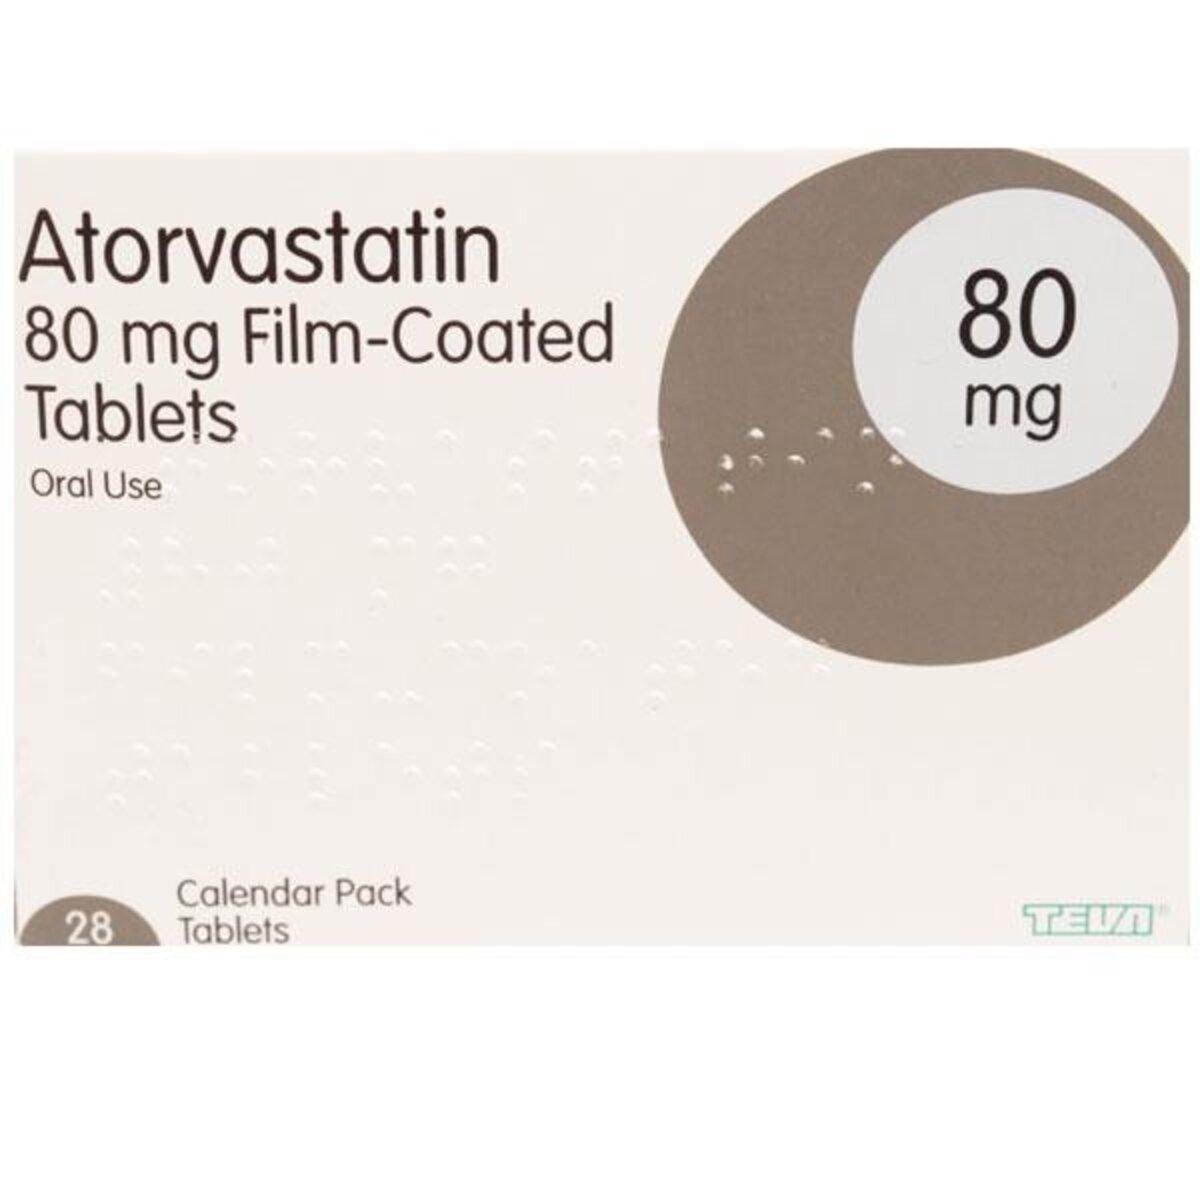 Atorvastatin
80 mg Film-Coated
Tablets
Oral Use
80
mg
28
Calendar Pack
Tablets
TEVA®